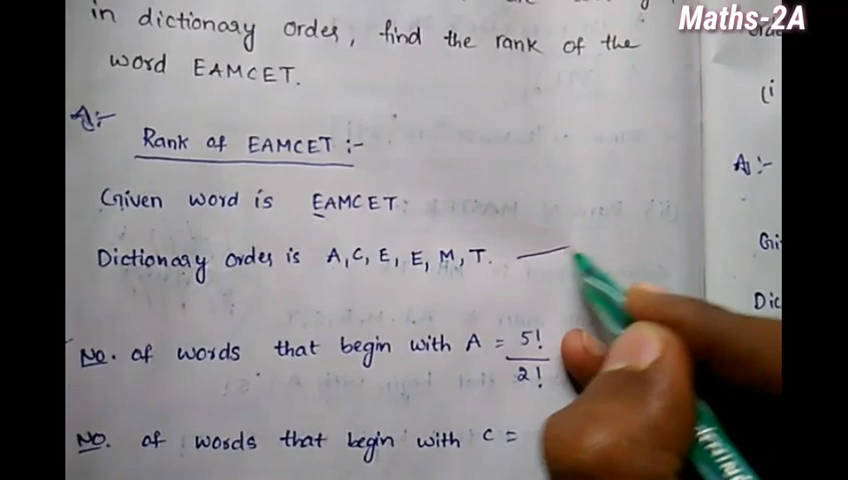 Maths-2A
in dictionary order, find the rank of the
word EAMCET.
A:-
Rank of EAMCET :-
Given word is EAMCET:
Dictionary order is A, C, E, E, M, T.
No. of words that begin with A = 5!/2!
No. of words that begin with C =
(i
A:-
Gi
Dic